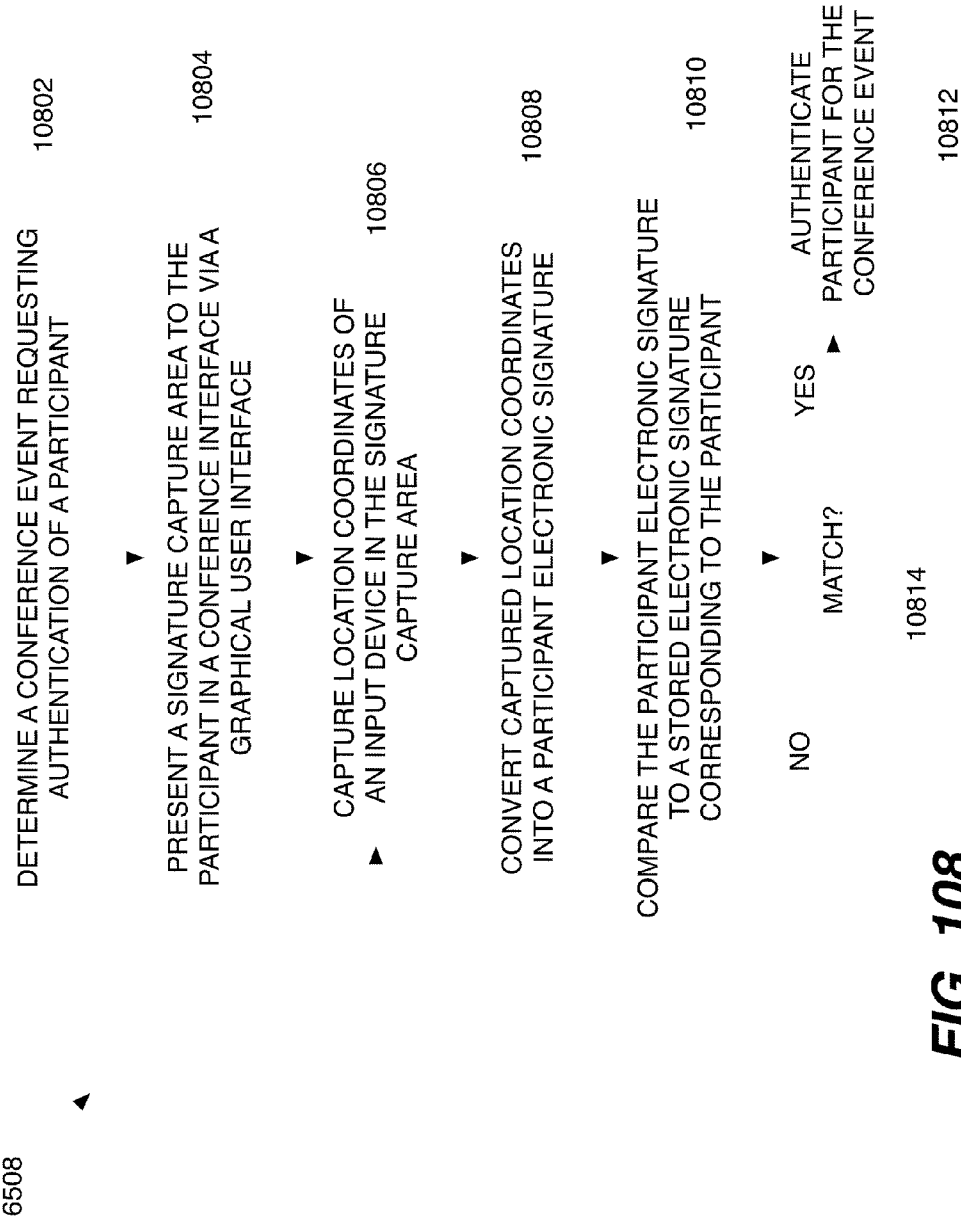 6508
DETERMINE A CONFERENCE EVENT REQUESTING
AUTHENTICATION OF A PARTICIPANT
10802
PRESENT A SIGNATURE CAPTURE AREA TO THE
PARTICIPANT IN A CONFERENCE INTERFACE VIA A
GRAPHICAL USER INTERFACE
10804
CAPTURE LOCATION COORDINATES OF
AN INPUT DEVICE IN THE SIGNATURE
CAPTURE AREA
10806
CONVERT CAPTURED LOCATION COORDINATES
INTO A PARTICIPANT ELECTRONIC SIGNATURE
10808
COMPARE THE PARTICIPANT ELECTRONIC SIGNATURE
TO A STORED ELECTRONIC SIGNATURE
CORRESPONDING TO THE PARTICIPANT
10810
NO
MATCH?
YES
10814
AUTHENTICATE
PARTICIPANT FOR THE
CONFERENCE EVENT
10812
FIG. 108